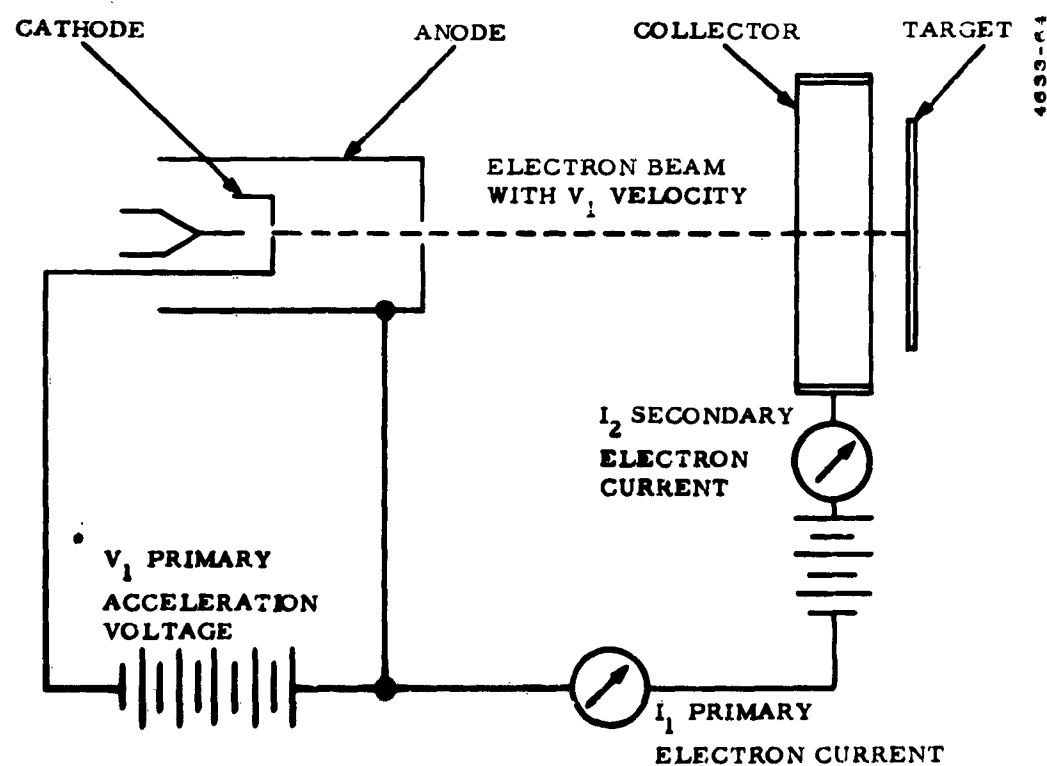 CATHODE
ANODE
COLLECTOR
TARGET
ELECTRON BEAM
WITH V1 VELOCITY
I2 SECONDARY
ELECTRON
CURRENT
V1 PRIMARY
ACCELERATION
VOLTAGE
I1 PRIMARY
ELECTRON CURRENT